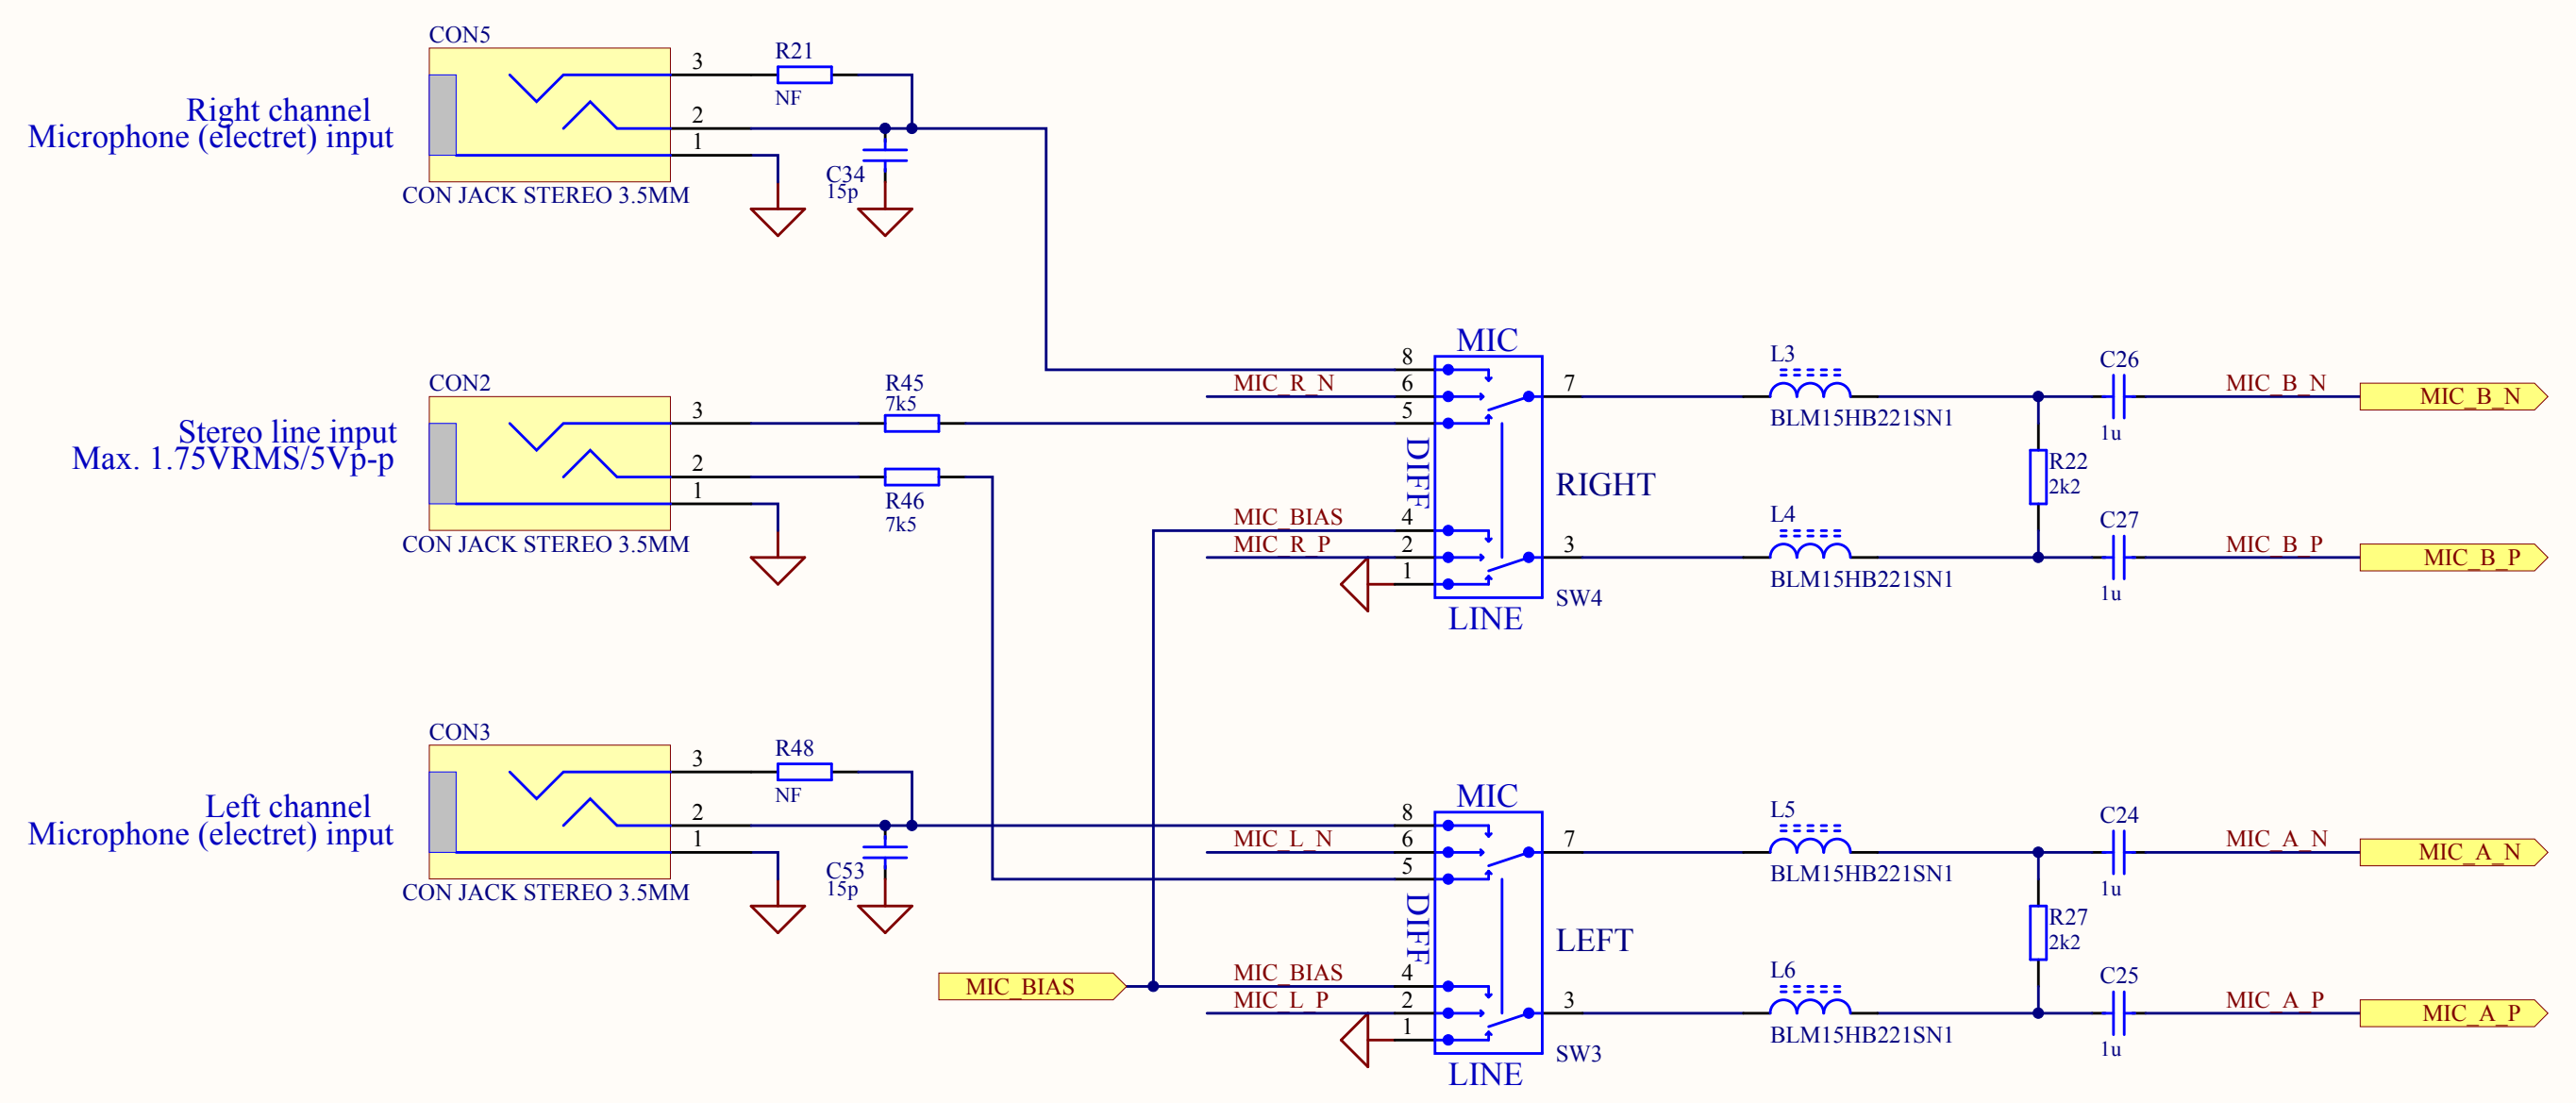 CON5
3
R21
NF
Right channel
Microphone (electret) input
2
1
C34
15p
CON JACK STEREO 3.5MM
CON2
3
R45
7k5
Stereo line input
Max. 1.75VRMS/5Vp-p
2
1
R46
7k5
CON JACK STEREO 3.5MM
CON3
3
R48
NF
Left channel
Microphone (electret) input
2
1
C53
15p
CON JACK STEREO 3.5MM
MIC_BIAS
MIC
8
MIC_R_N
6
5
7
DIFF
RIGHT
MIC_BIAS
4
MIC_R_P
2
1
3
SW4
LINE
L3
BLM15HB221SN1
L4
BLM15HB221SN1
C26
1u
R22
2k2
C27
1u
MIC_B_N
MIC_B_N
MIC_B_P
MIC_B_P
MIC
8
MIC_L_N
6
5
7
DIFF
LEFT
MIC_BIAS
4
MIC_L_P
2
1
3
SW3
LINE
L5
BLM15HB221SN1
L6
BLM15HB221SN1
C24
1u
R27
2k2
C25
1u
MIC_A_N
MIC_A_N
MIC_A_P
MIC_A_P